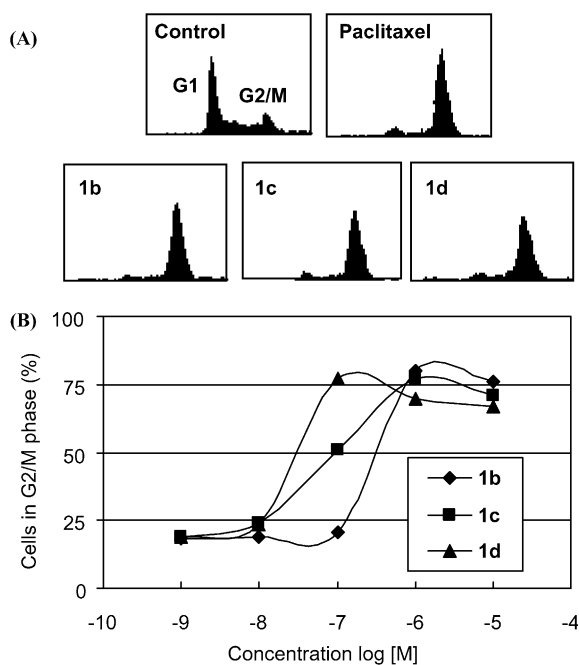 (A)
Control
G1
G2/M
Paclitaxel
1b
1c
1d
(B)
Cells in G2/M phase (%)
100
75
50
25
0
-10 -9 -8 -7 -6 -5 -4
Concentration log [M]
1b
1c
1d